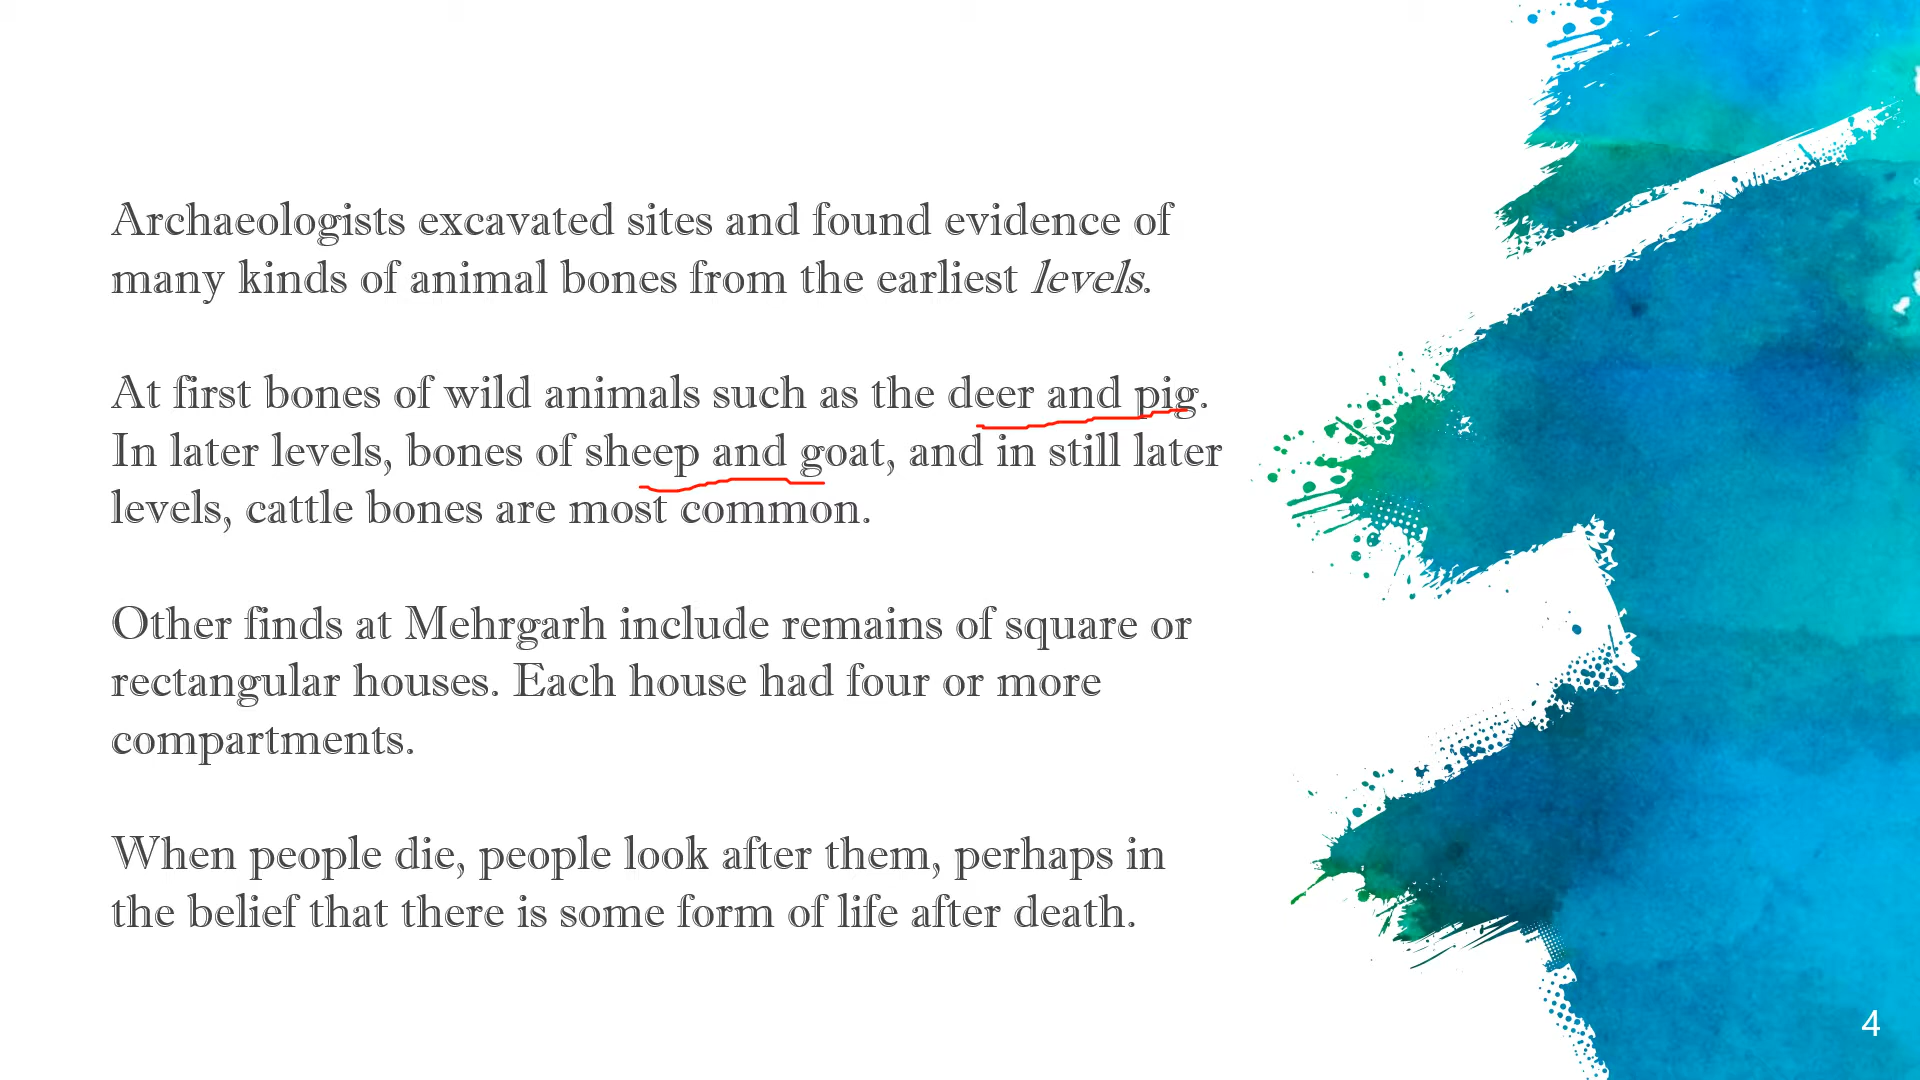 Archaeologists excavated sites and found evidence of
many kinds of animal bones from the earliest levels.
At first bones of wild animals such as the deer and pig.
In later levels, bones of sheep and goat, and in still later
levels, cattle bones are most common.
Other finds at Mehrgarh include remains of square or
rectangular houses. Each house had four or more
compartments.
When people die, people look after them, perhaps in
the belief that there is some form of life after death.
4